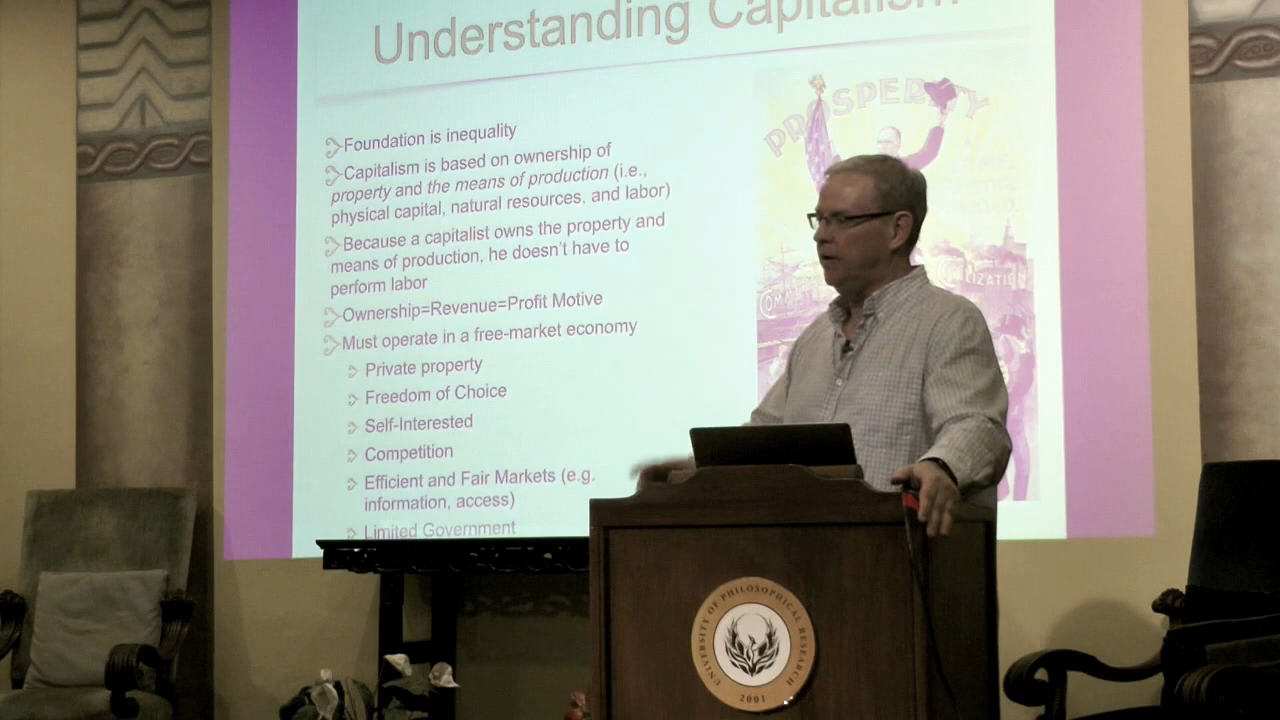 Understanding Capitalism
PROSPERITY
Foundation is inequality
Capitalism is based on ownership of
property and the means of production (i.e.,
physical capital, natural resources, and labor)
Because a capitalist owns the property and
means of production, he doesn't have to
perform labor
Ownership=Revenue=Profit Motive
Must operate in a free-market economy
Private property
Freedom of Choice
Self-Interested
Competition
Efficient and Fair Markets (e.g.
information, access)
Limited Government
CIVILIZATION
UNIVERSITY OF PHILOSOPHICAL RESEARCH
2001